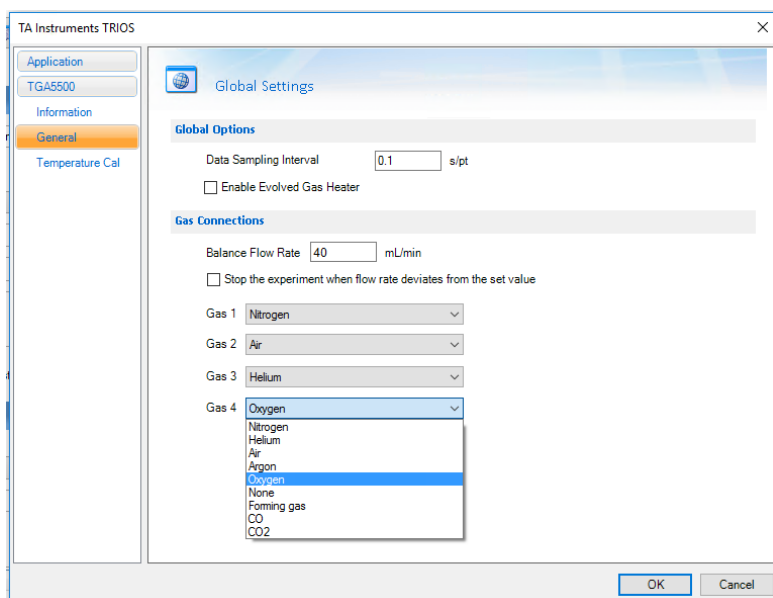 TA Instruments TRIOS
Application
TGA5500
Information
General
Temperature Cal
Global Settings
Global Options
Data Sampling Interval 0.1 s/pt
Enable Evolved Gas Heater
Gas Connections
Balance Flow Rate 40 mL/min
Stop the experiment when flow rate deviates from the set value
Gas 1 Nitrogen
Gas 2 Air
Gas 3 Helium
Gas 4 Oxygen
Nitrogen
Helium
Air
Argon
Oxygen
None
Forming gas
CO
CO2
OK Cancel